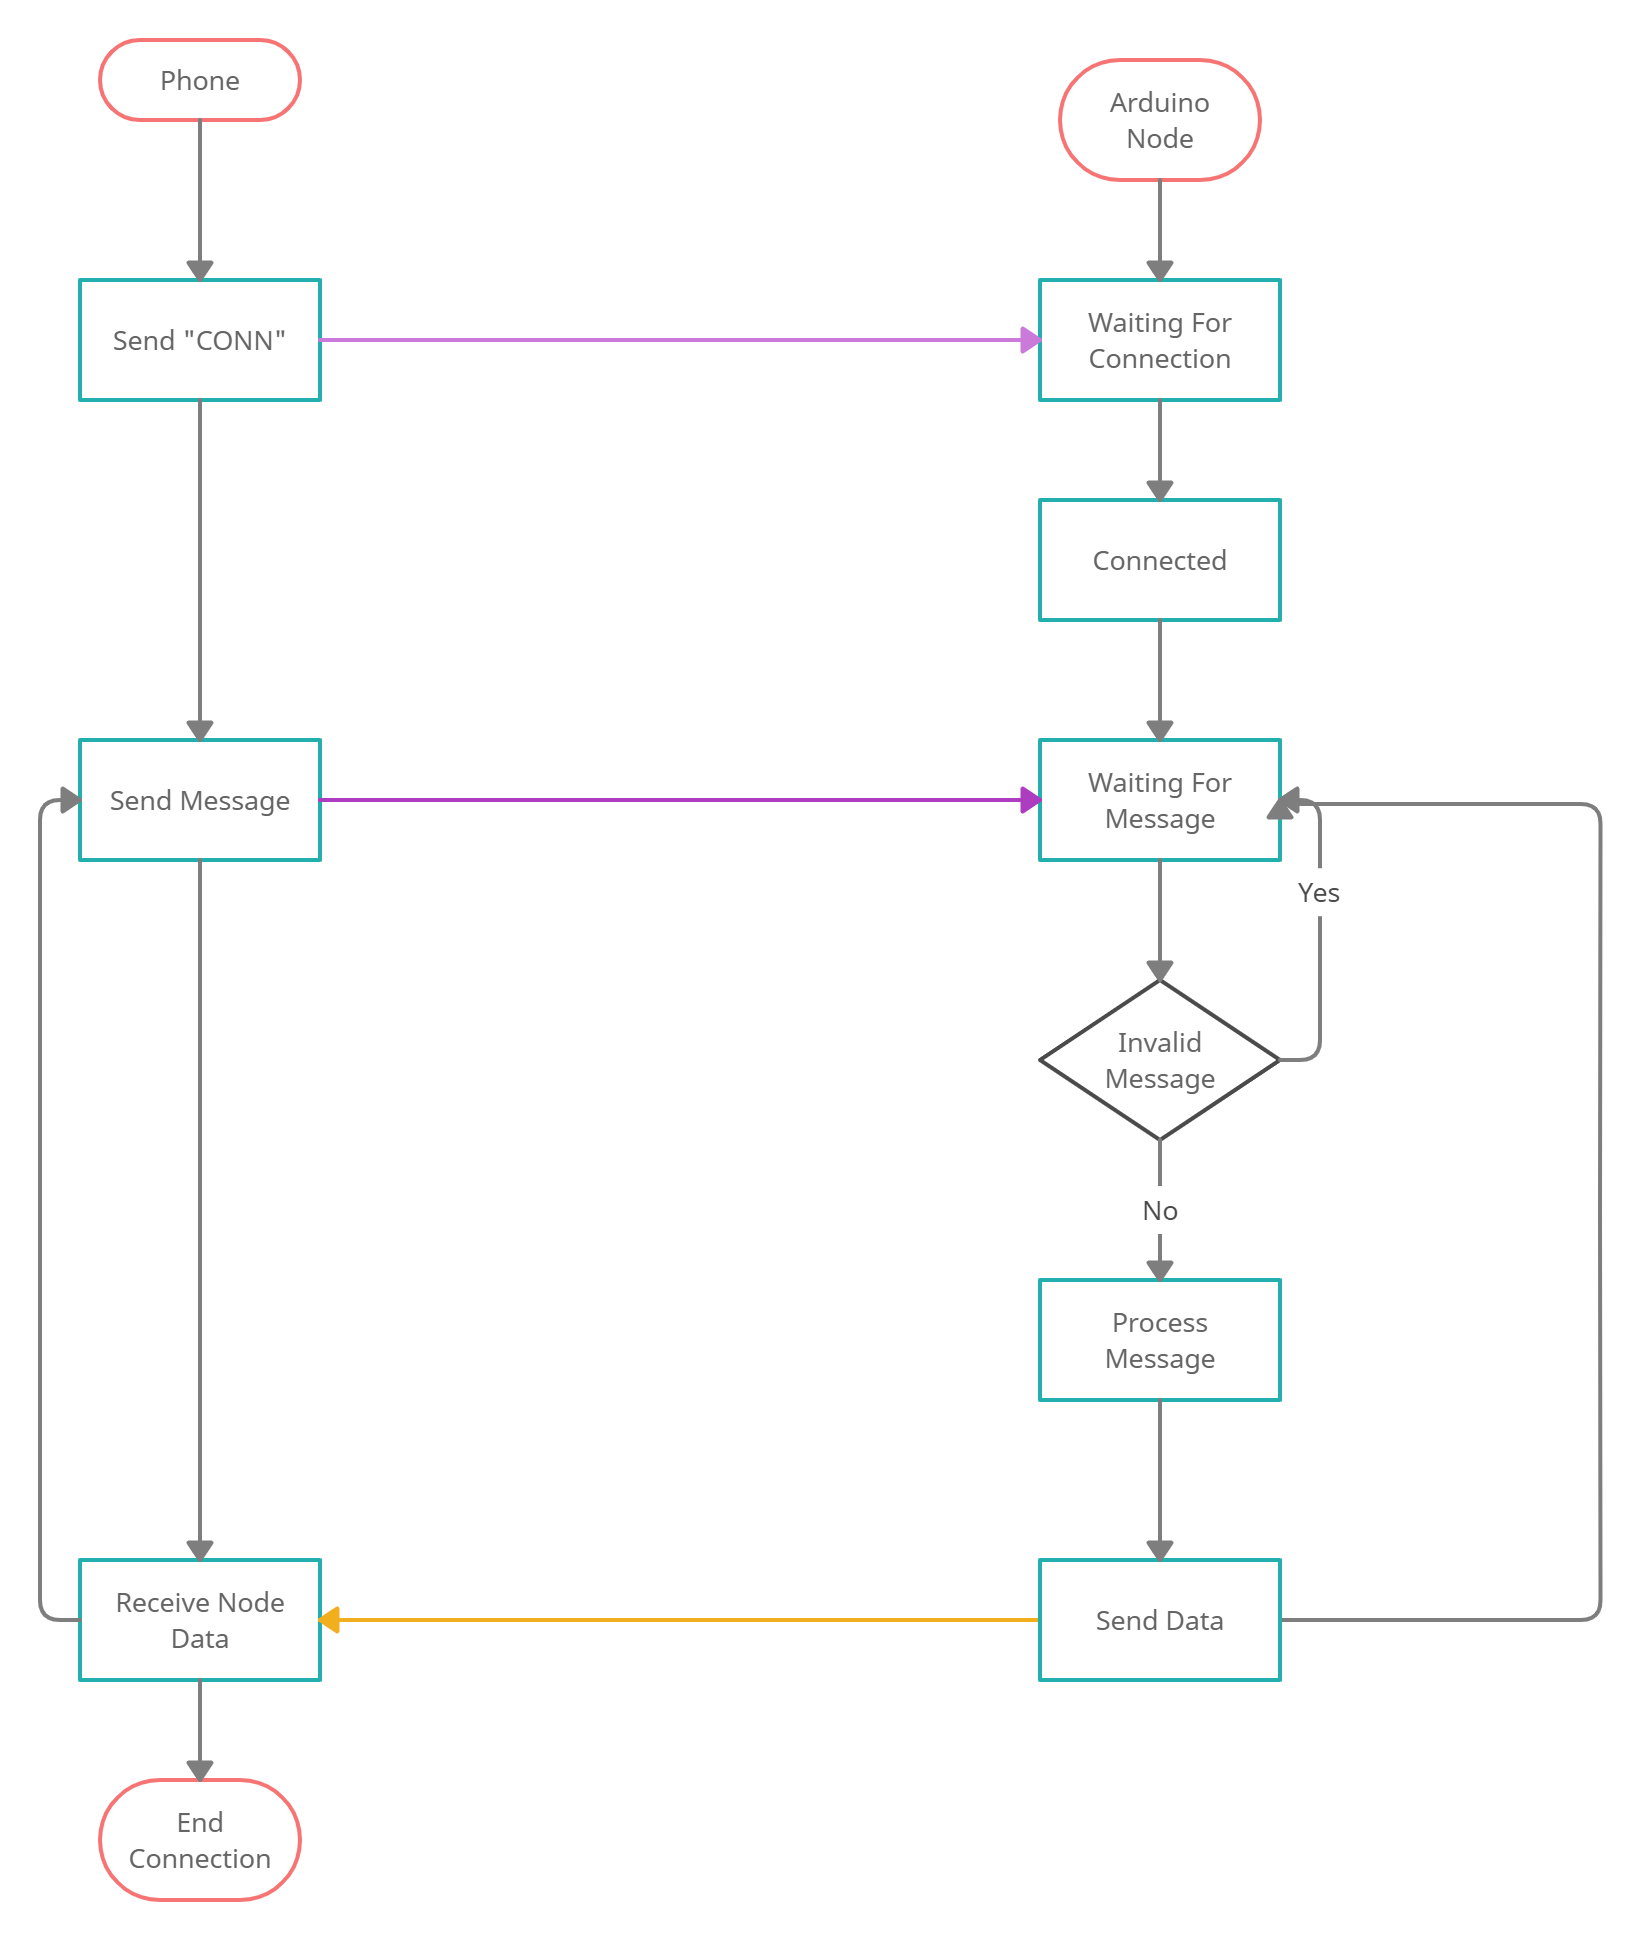 Phone
Arduino
Node
Send "CONN"
Waiting For
Connection
Connected
Send Message
Waiting For
Message
Yes
Invalid
Message
No
Process
Message
Receive Node
Data
Send Data
End
Connection